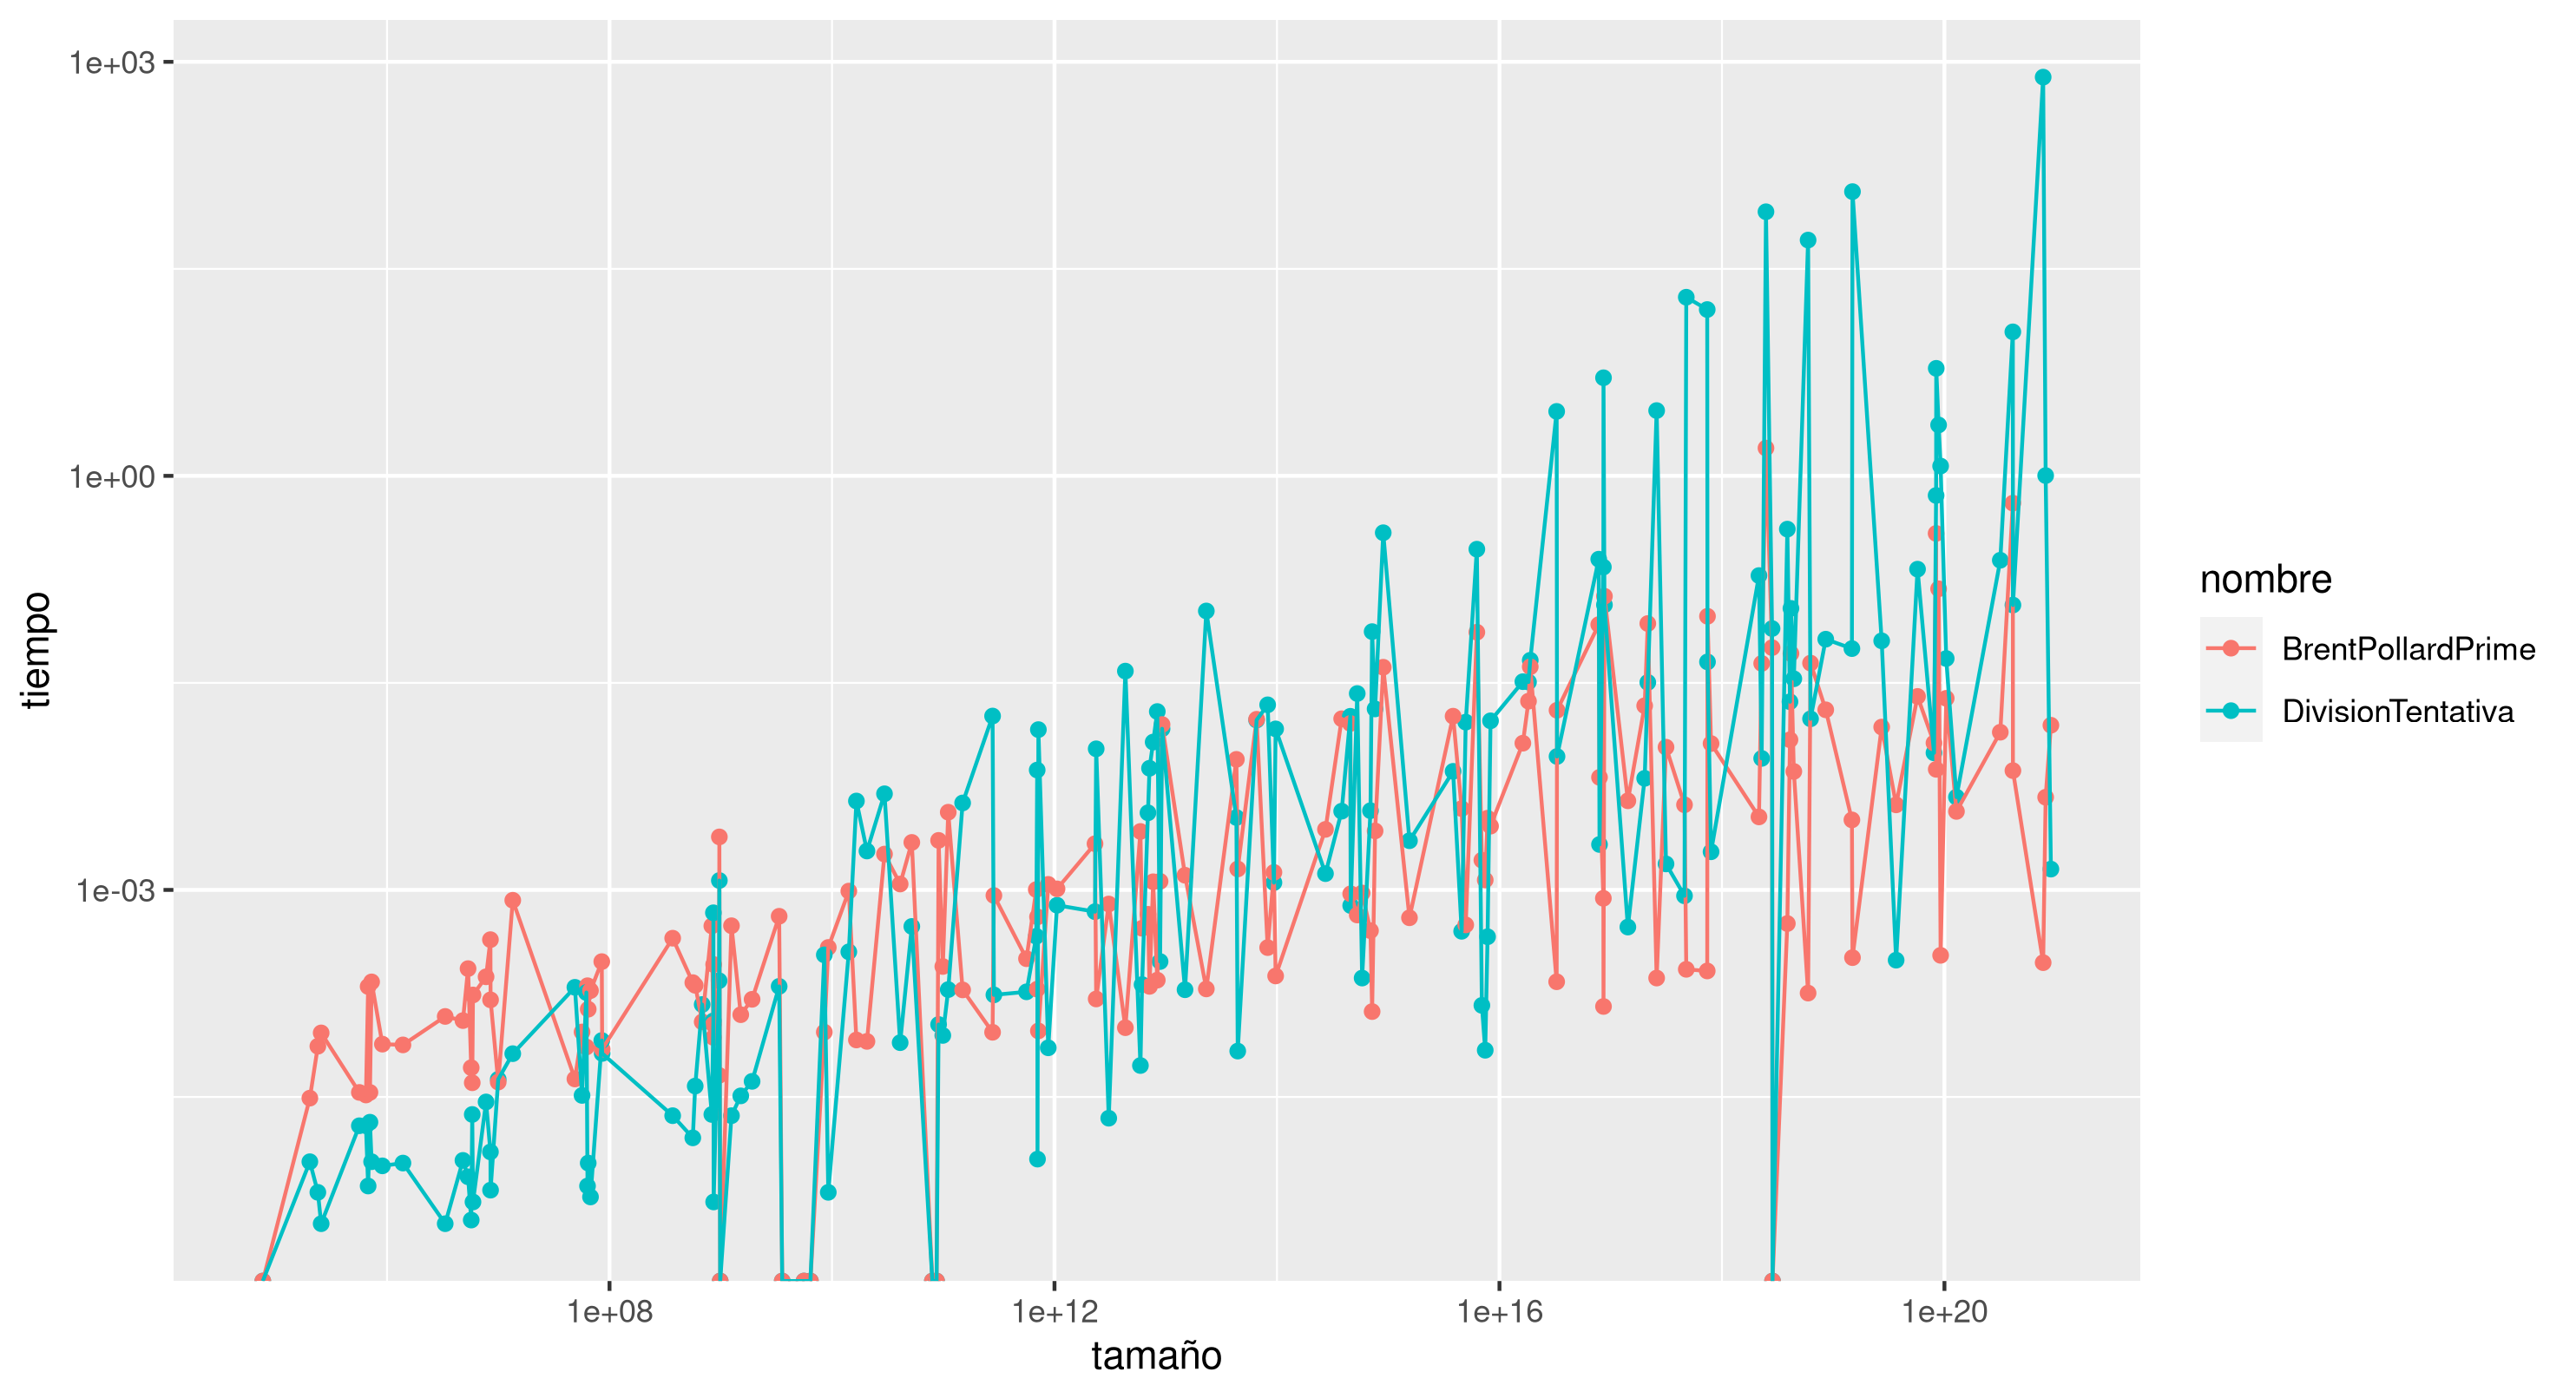 1e+03
1e+00
1e-03
tiempo
1e+08
1e+12
1e+16
1e+20
tamaño
nombre
BrentPollardPrime
DivisionTentativa